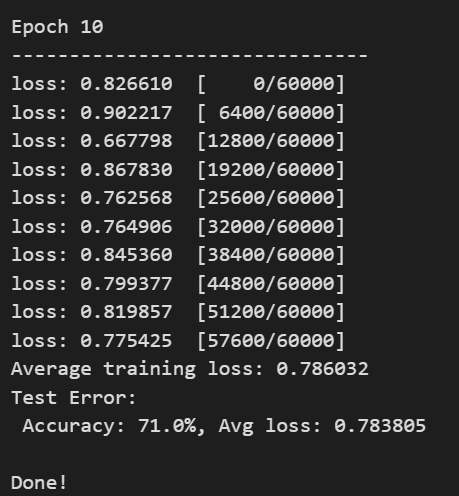 Epoch 10
-------------------------------
loss: 0.826610  [    0/60000]
loss: 0.902217  [ 6400/60000]
loss: 0.667798  [12800/60000]
loss: 0.867830  [19200/60000]
loss: 0.762568  [25600/60000]
loss: 0.764906  [32000/60000]
loss: 0.845360  [38400/60000]
loss: 0.799377  [44800/60000]
loss: 0.819857  [51200/60000]
loss: 0.775425  [57600/60000]
Average training loss: 0.786032
Test Error:
 Accuracy: 71.0%, Avg loss: 0.783805
Done!